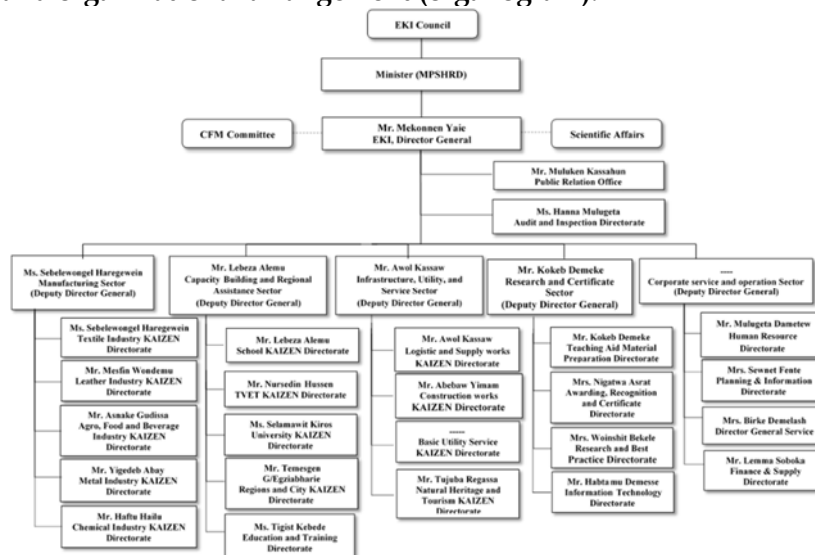 EKI Council
Minister (MPSHRD)
CFM Committee
Mr. Mekonnen Yaie
EKI, Director General
Scientific Affairs
Mr. Muluken Kassahun
Public Relation Office
Ms. Hanna Mulugeta
Audit and Inspection Directorate
Ms. Sebelewongel Haregewein
Manufacturing Sector
(Deputy Director General)
Ms. Sebelewongel Haregewein
Textile Industry KAIZEN
Directorate
Mr. Mesfin Wondemu
Leather Industry KAIZEN
Directorate
Mr. Asnake Gudissa
Agro, Food and Beverage
Industry KAIZEN
Directorate
Mr. Yigedeb Abay
Metal Industry KAIZEN
Directorate
Mr. Haftu Hailu
Chemical Industry KAIZEN
Directorate
Mr. Lebeza Alemu
Capacity Building and Regional
Assistance Sector
(Deputy Director General)
Mr. Lebeza Alemu
School KAIZEN Directorate
Mr. Nursedin Hussen
TVET KAIZEN Directorate
Ms. Selamawit Kiros
University KAIZEN
Directorate
Mr. Temesgen
G/Egziabharie
Regions and City KAIZEN
Directorate
Ms. Tigist Kebede
Education and Training
Directorate
Mr. Awol Kassaw
Infrastructure, Utility, and
Service Sector
(Deputy Director General)
Mr. Awol Kassaw
Logistic and Supply works
KAIZEN Directorate
Mr. Abebaw Yimam
Construction works
KAIZEN Directorate
-----
Basic Utility Service
KAIZEN Directorate
Mr. Tujuba Regassa
Natural Heritage and
Tourism KAIZEN
Directorate
Mr. Kokeb Demeke
Research and Certificate
Sector
(Deputy Director General)
Mr. Kokeb Demeke
Teaching Aid Material
Preparation Directorate
Mrs. Nigatwa Asrat
Awarding, Recognition
and Certificate
Directorate
Mrs. Woinshit Bekele
Research and Best
Practice Directorate
Mr. Habtamu Demesse
Information Technology
Directorate
----
Corporate service and operation Sector
(Deputy Director General)
Mr. Mulugeta Dametew
Human Resource
Directorate
Mrs. Sewnet Fente
Planning & Information
Directorate
Mrs. Birke Demelash
Director General Service
Mr. Lemma Soboka
Finance & Supply
Directorate